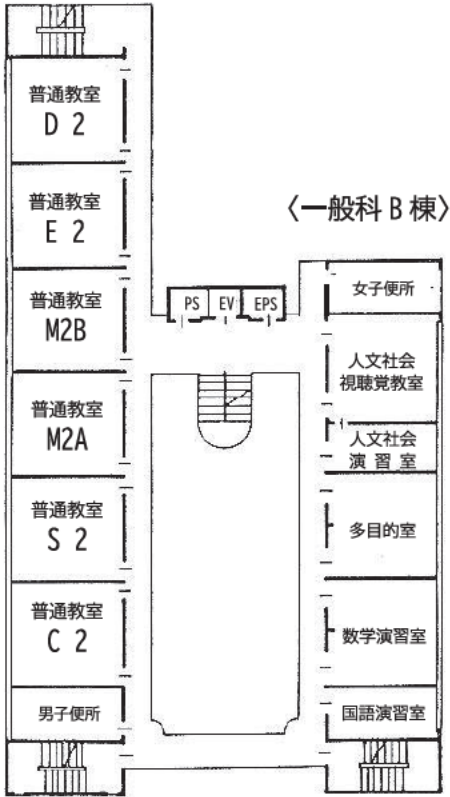 普通教室
D 2
普通教室
E 2
普通教室
M2B
普通教室
M2A
普通教室
S 2
普通教室
C 2
男子便所
PS
EV
EPS
〈一般科 B 棟〉
女子便所
人文社会
視聴覚教室
人文社会
演 習 室
多目的室
数学演習室
国語演習室